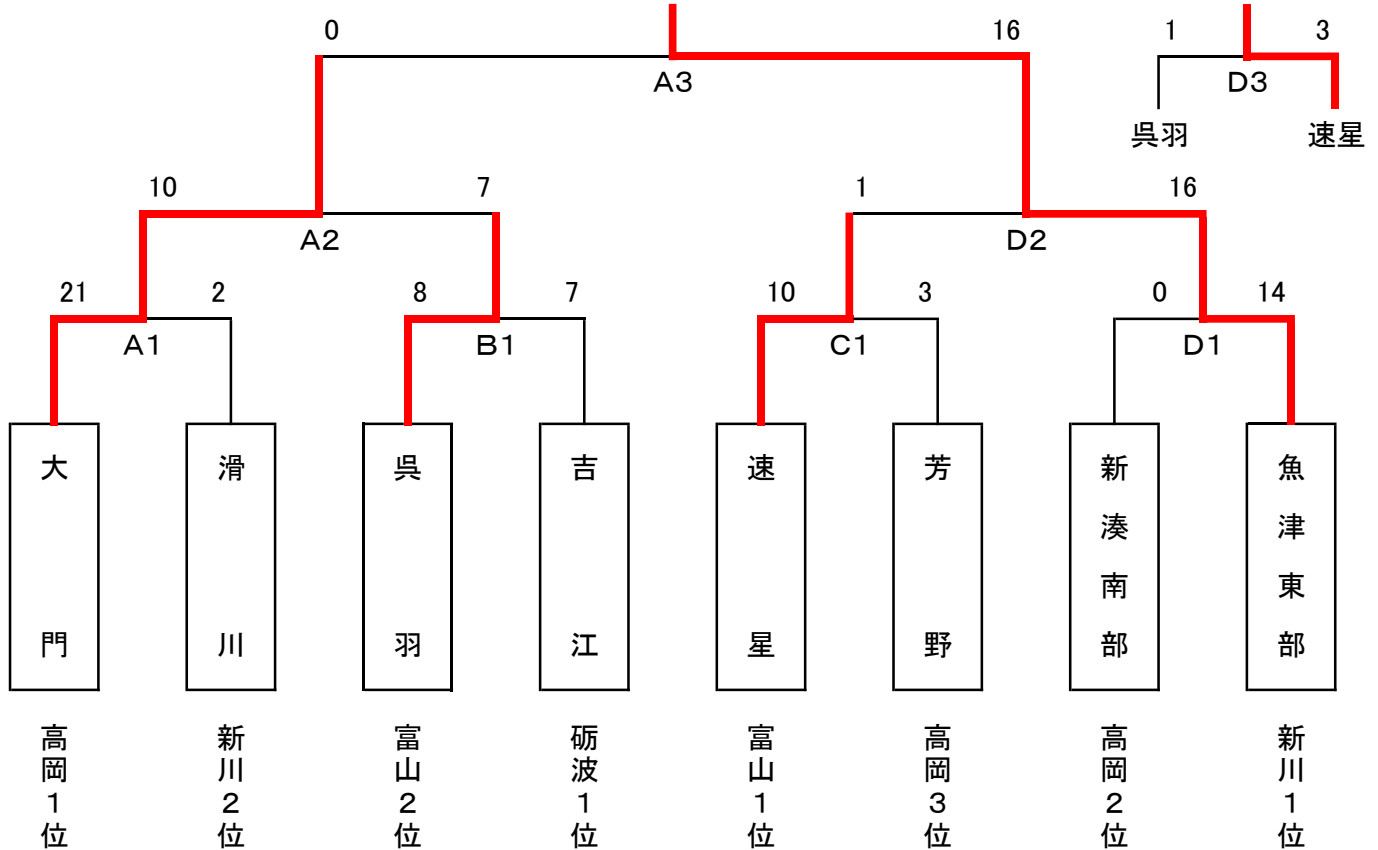 0 16 1 3
A3 D3
呉羽 速星
10 7 1 16
A2 D2
21 2 8 7 10 3 0 14
A1 B1 C1 D1
大門
滑川
呉羽
吉江
速星
芳野
新湊南部
魚津東部
高岡1位
新川2位
富山2位
砺波1位
富山1位
高岡3位
高岡2位
新川1位